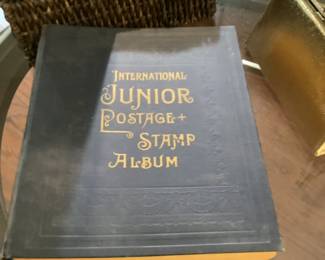 INTERNATIONAL
JUNIOR
POSTAGE +
STAMP
ALBUM